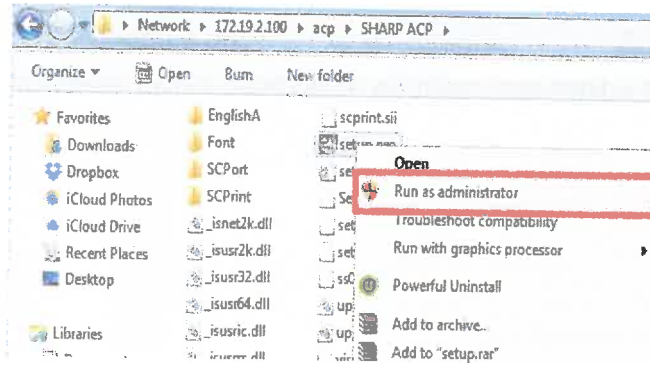 Network ▸ 172.19.2.100 ▸ acp ▸ SHARP ACP ▸
Organize Open Burn New folder
Favorites
Downloads
Dropbox
iCloud Photos
iCloud Drive
Recent Places
Desktop
Libraries
EnglishA
Font
SCPort
SCPrint
_isnet2k.dll
_isusr2k.dll
_isusr32.dll
_isusr64.dll
_isusric.dll
scprint.sii
setup.exe
Open
Run as administrator
Troubleshoot compatibility
Run with graphics processor
Powerful Uninstall
Add to archive..
Add to "setup.rar"